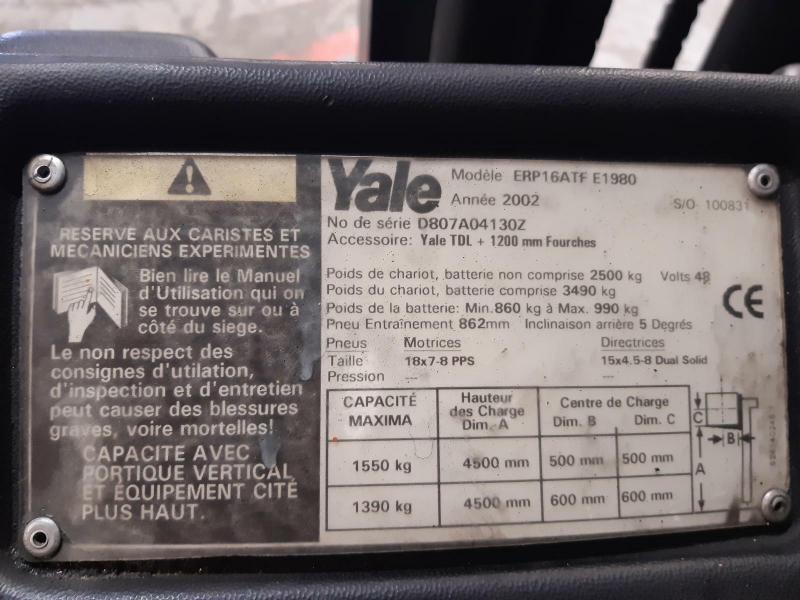 RESERVE AUX CARISTES ET
MECANICIENS EXPERIMENTES
Bien lire le Manuel
d'Utilisation qui on
se trouve sur ou à
côté du siege.
Le non respect des
consignes d'utilation,
d'inspection et d'entretien
peut causer des blessures
graves, voire mortelles!
CAPACITE AVEC
PORTIQUE VERTICAL
ET ÉQUIPEMENT CITÉ
PLUS HAUT.
Yale
Modèle ERP16ATF E1980
Année 2002
S/O 100831
No de série D807A04130Z
Accessoire: Yale TDL + 1200 mm Fourches
Poids de chariot, batterie non comprise 2500 kg Volts 48
Poids du chariot, batterie comprise 3490 kg
Poids de la batterie: Min.860 kg à Max. 990 kg
Pneu Entraînement 862mm Inclinaison arrière 5 Degrés
CE
Pneus Motrices Directrices
Taille 18x7-8 PPS 15x4.5-8 Dual Solid
Pression --- ---
CAPACITÉ MAXIMA
Hauteur des Charge Dim. A
Centre de Charge
Dim. B Dim. C
1550 kg 4500 mm 500 mm 500 mm
1390 kg 4500 mm 600 mm 600 mm
C
B
A